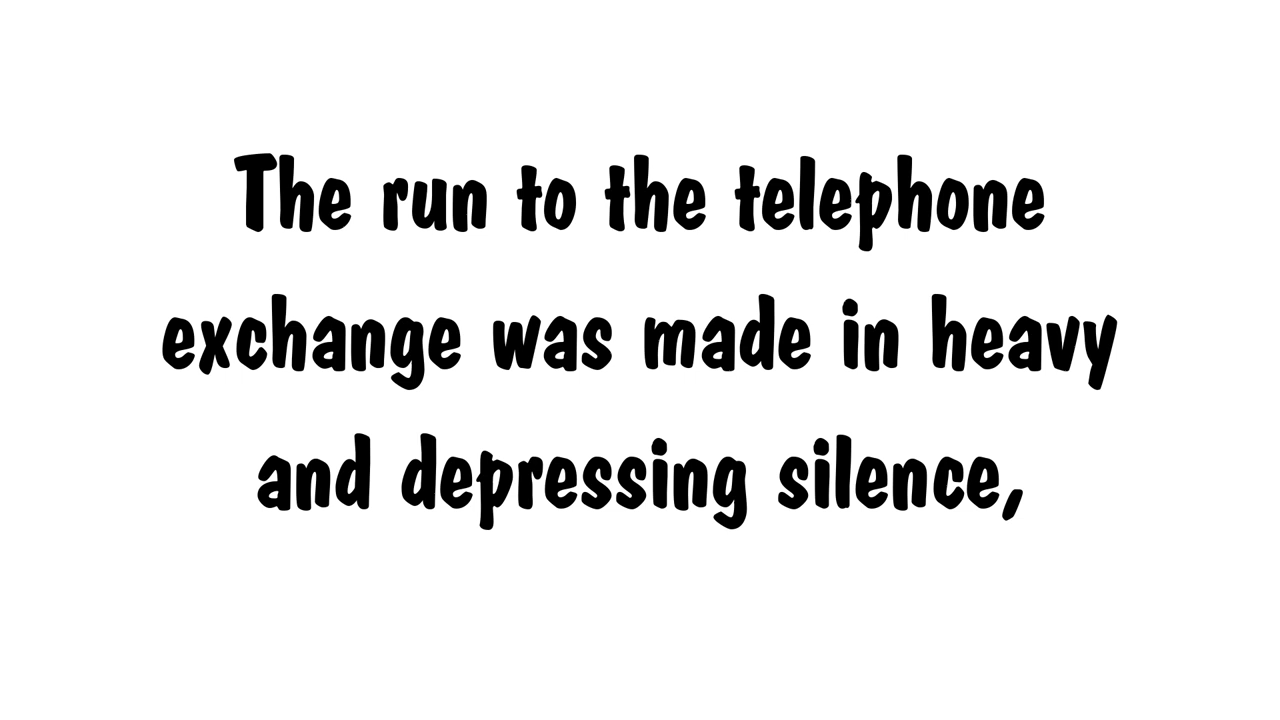 The run to the telephone
exchange was made in heavy
and depressing silence,